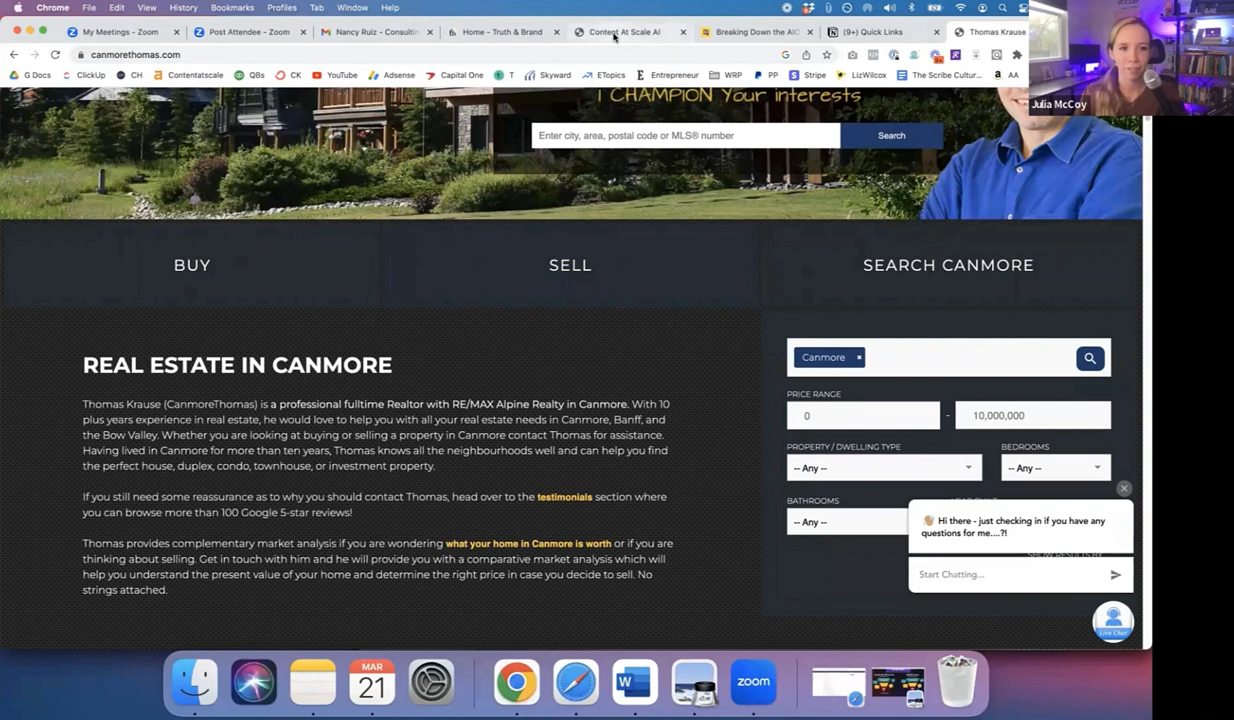 Chrome File Edit View History Bookmarks Profiles Tab Window Help
My Meetings - Zoom
Post Attendee - Zoom
Nancy Ruiz - Consultin
Home - Truth & Brand
Content At Scale AI
Breaking Down the AIO
(9+) Quick Links
Thomas Krause
canmorethomas.com
G Docs ClickUp CH Contentatscale QBs CK YouTube Adsense Capital One T Skyward ETopics Entrepreneur WRP PP Stripe LizWilcox The Scribe Cultur... AA
Julia McCoy
I CHAMPION Your interests
Enter city, area, postal code or MLS® number
Search
BUY
SELL
SEARCH CANMORE
REAL ESTATE IN CANMORE
Thomas Krause (CanmoreThomas) is a professional fulltime Realtor with RE/MAX Alpine Realty in Canmore. With 10
plus years experience in real estate, he would love to help you with all your real estate needs in Canmore, Banff, and
the Bow Valley. Whether you are looking at buying or selling a property in Canmore contact Thomas for assistance.
Having lived in Canmore for more than ten years, Thomas knows all the neighbourhoods well and can help you find
the perfect house, duplex, condo, townhouse, or investment property.
If you still need some reassurance as to why you should contact Thomas, head over to the testimonials section where
you can browse more than 100 Google 5-star reviews!
Thomas provides complementary market analysis if you are wondering what your home in Canmore is worth or if you are
thinking about selling. Get in touch with him and he will provide you with a comparative market analysis which will
help you understand the present value of your home and determine the right price in case you decide to sell. No
strings attached.
Canmore
PRICE RANGE
0 - 10,000,000
PROPERTY / DWELLING TYPE
BEDROOMS
-- Any --
-- Any --
BATHROOMS
-- Any --
Hi there - just checking in if you have any
questions for me....?!
SHOW RESULTS BY
Start Chatting...
Live Chat
MAR
21
zoom